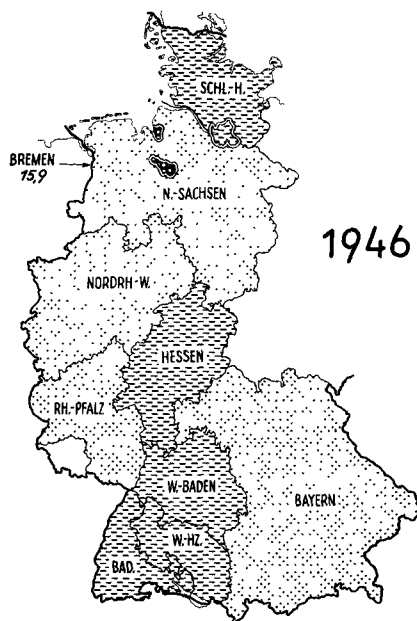 SCHL.-H.
BREMEN
15,9
N.-SACHSEN
1946
NORDRH-W.
HESSEN
RH.-PFALZ
W.-BADEN
BAYERN
W.-HZ.
BAD.